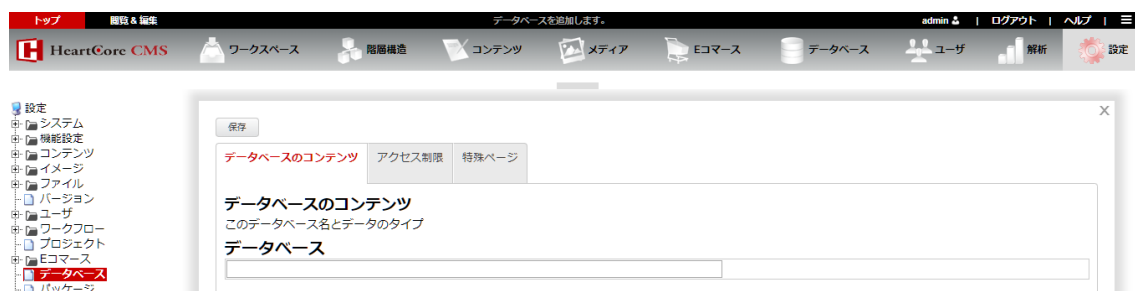 トップ 閲覧 & 編集 データベースを追加します。 admin | ログアウト | ヘルプ |
HeartCore CMS ワークスペース 階層構造 コンテンツ メディア Eコマース データベース ユーザ 解析 設定
設定
システム
機能設定
コンテンツ
イメージ
ファイル
バージョン
ユーザ
ワークフロー
プロジェクト
Eコマース
データベース
パッケージ
保存
データベースのコンテンツ アクセス制限 特殊ページ
データベースのコンテンツ
このデータベース名とデータのタイプ
データベース